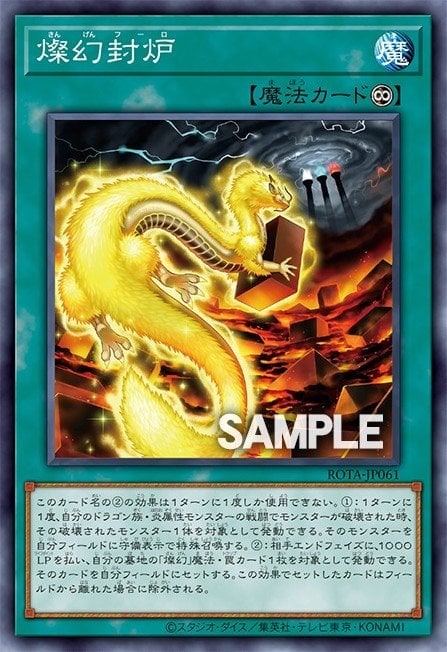 燦幻封炉
さんげんフーロ
【魔法カード】
まほう
魔
SAMPLE
ROTA-JP061
このカード名の②の効果は1ターンに1度しか使用できない。①:1ターンに
1度、自分のドラゴン族・炎属性モンスターの戦闘でモンスターが破壊された時、
その破壊されたモンスター1体を対象として発動できる。そのモンスターを
自分フィールドに守備表示で特殊召喚する。②:相手エンドフェイズに、1000
LPを払い、自分の墓地の「燦幻」魔法・罠カード1枚を対象として発動できる。
そのカードを自分フィールドにセットする。この効果でセットしたカードはフィー
ルドから離れた場合に除外される。
©スタジオ・ダイス/集英社・テレビ東京・KONAMI